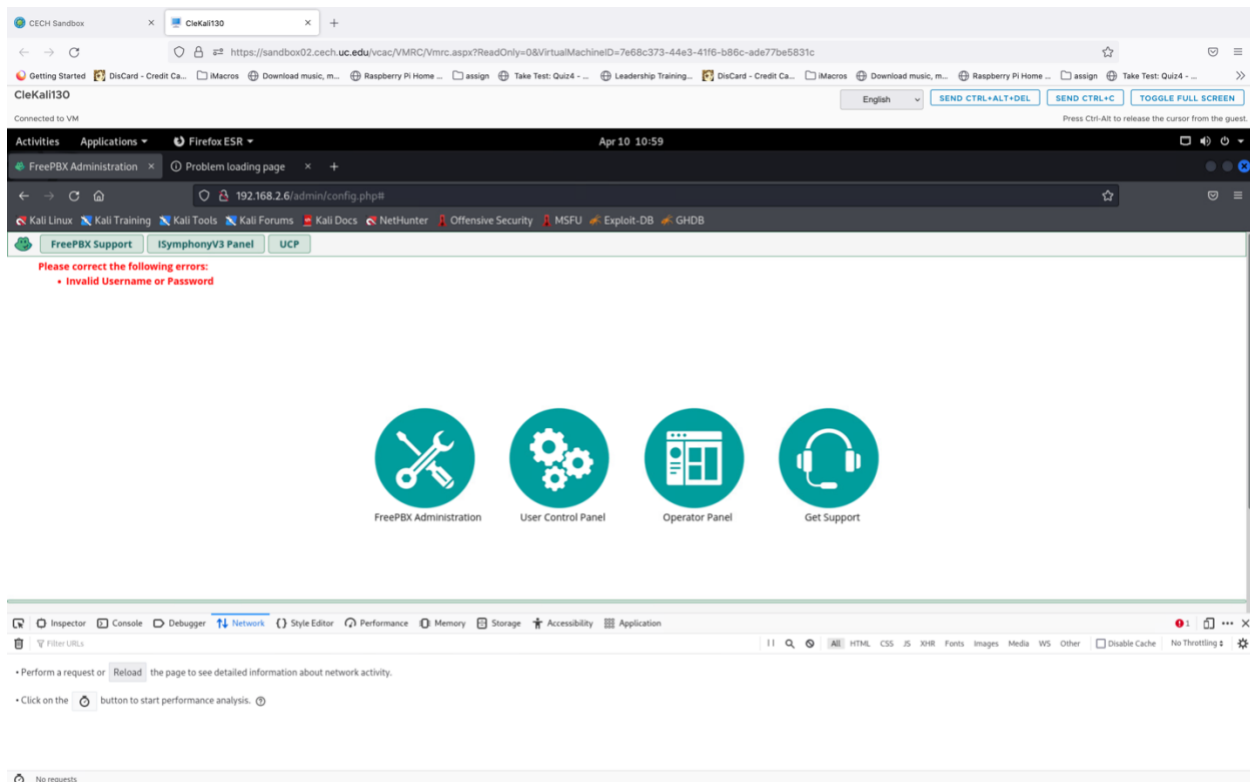 CECH Sandbox CleKali130
https://sandbox02.cech.uc.edu/vcac/VMRC/Vmrc.aspx?ReadOnly=0&VirtualMachineID=7e68c373-44e3-41f6-b86c-ade77be5831c
Getting Started DisCard - Credit Ca... iMacros Download music, m... Raspberry Pi Home ... assign Take Test: Quiz4 - ... Leadership Training... DisCard - Credit Ca... iMacros Download music, m... Raspberry Pi Home ... assign Take Test: Quiz4 - ...
CleKali130
English SEND CTRL+ALT+DEL SEND CTRL+C TOGGLE FULL SCREEN
Connected to VM Press Ctrl-Alt to release the cursor from the guest.
Activities Applications Firefox ESR Apr 10 10:59
FreePBX Administration Problem loading page
192.168.2.6/admin/config.php#
Kali Linux Kali Training Kali Tools Kali Forums Kali Docs NetHunter Offensive Security MSFU Exploit-DB GHDB
FreePBX Support ISymphonyV3 Panel UCP
Please correct the following errors:
• Invalid Username or Password
FreePBX Administration User Control Panel Operator Panel Get Support
Inspector Console Debugger Network Style Editor Performance Memory Storage Accessibility Application 1
Filter URLs All HTML CSS JS XHR Fonts Images Media WS Other Disable Cache No Throttling
• Perform a request or Reload the page to see detailed information about network activity.
• Click on the button to start performance analysis.
No requests